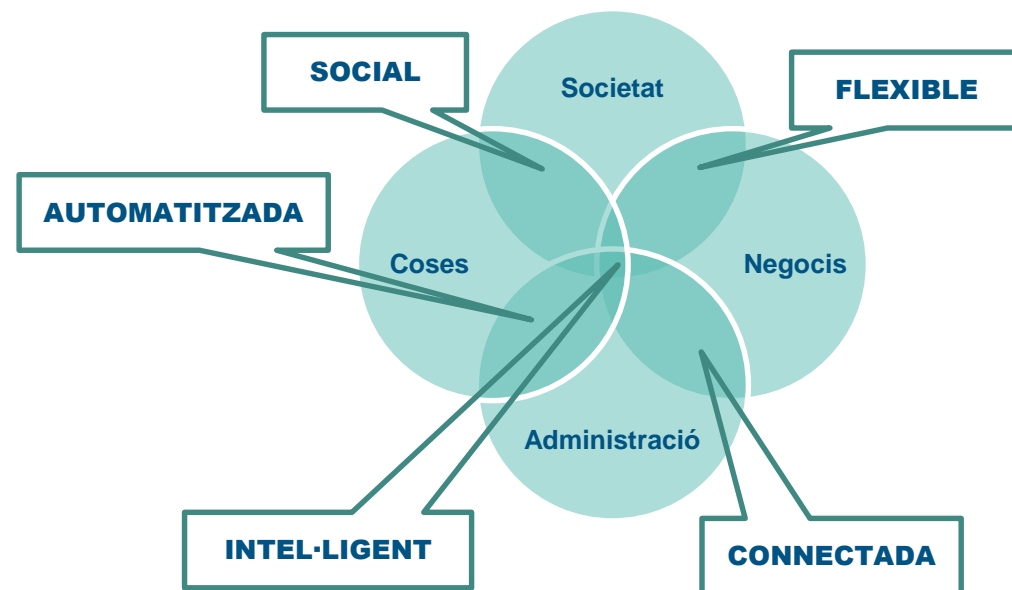 SOCIAL
Societat
FLEXIBLE
AUTOMATITZADA
Coses
Negocis
Administració
INTEL·LIGENT
CONNECTADA